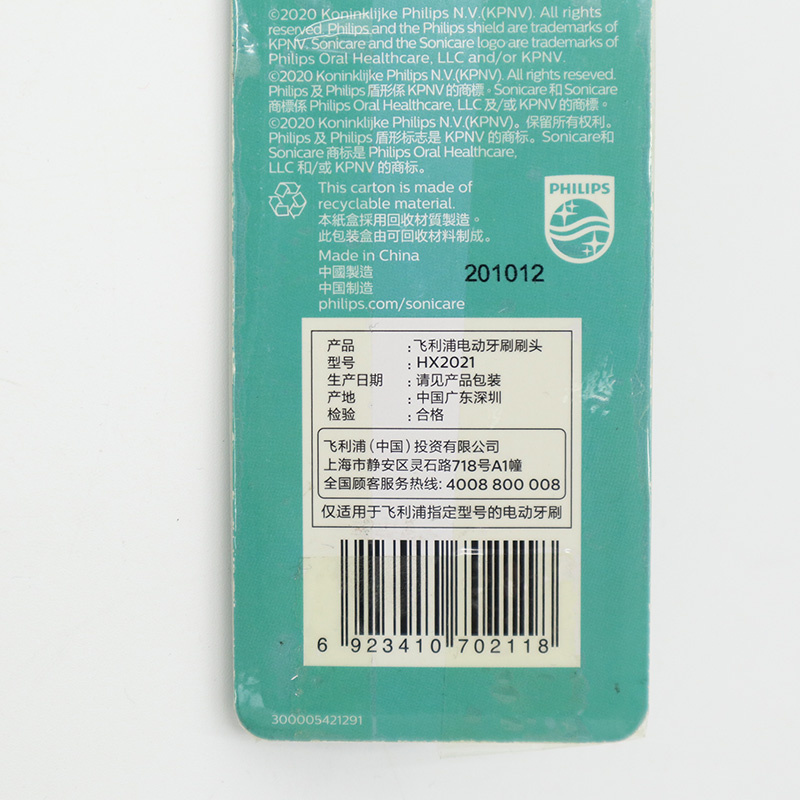 ©2020 Koninklijke Philips N.V.(KPNV). All rights
reserved. Philips and the Philips shield are trademarks of
KPNV. Sonicare and the Sonicare logo are trademarks of
Philips Oral Healthcare, LLC and/or KPNV.
©2020 Koninklijke Philips N.V.(KPNV). All rights reseved.
Philips 及 Philips 盾形係 KPNV 的商標。Sonicare 和 Sonicare
商標係 Philips Oral Healthcare, LLC 及/或 KPNV 的商標。
©2020 Koninklijke Philips N.V.(KPNV)。保留所有权利。
Philips 及 Philips 盾形标志是 KPNV 的商标。Sonicare和
Sonicare 商标是 Philips Oral Healthcare,
LLC 和/或 KPNV 的商标。
This carton is made of
recyclable material.
本紙盒採用回收材質製造。
此包装盒由可回收材料制成。
PHILIPS
Made in China
中國製造
中国制造
philips.com/sonicare
201012
产品 :飞利浦电动牙刷刷头
型号 :HX2021
生产日期 :请见产品包装
产地 :中国广东深圳
检验 :合格
飞利浦(中国)投资有限公司
上海市静安区灵石路718号A1幢
全国顾客服务热线: 4008 800 008
仅适用于飞利浦指定型号的电动牙刷
6 923410 702118
300005421291